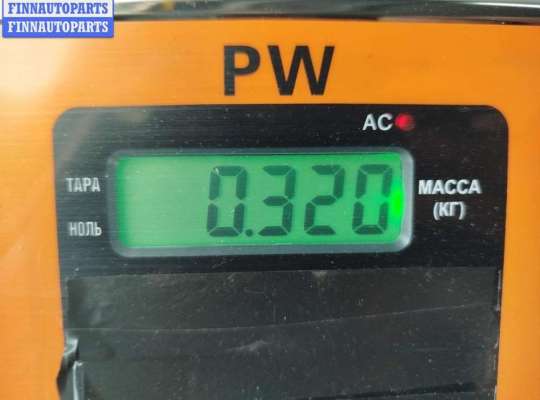 FINNAUTOPARTS
FINNAUTOPARTS
PW
AC
ТАРА
0.320
МАССА
(КГ)
НОЛЬ